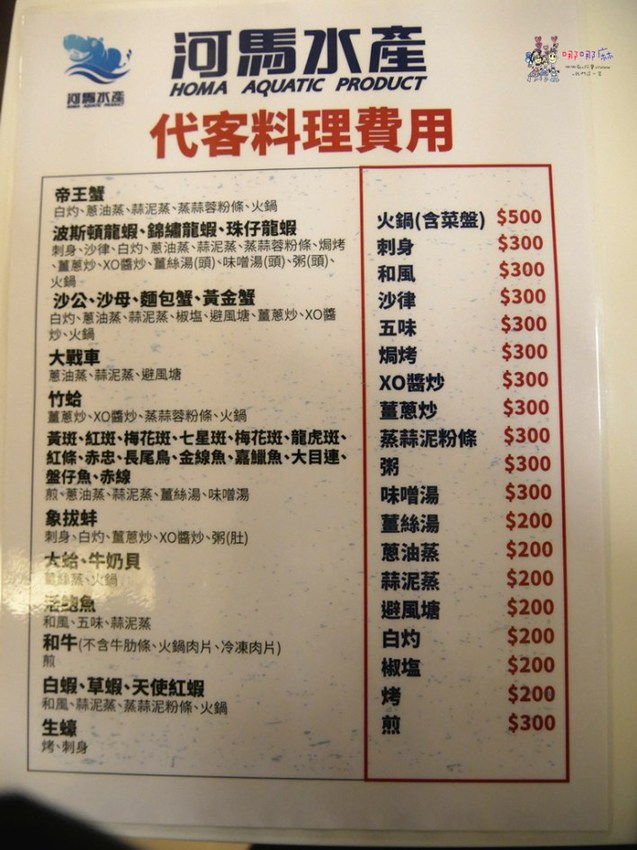 河馬水產
河馬水產
HOMA AQUATIC PRODUCT
哪哪麻
代客料理費用
帝王蟹
白灼、蔥油蒸、蒜泥蒸、蒸蒜蓉粉條、火鍋
波斯頓龍蝦、錦繡龍蝦、珠仔龍蝦
刺身、沙律、白灼、蔥油蒸、蒜泥蒸、蒸蒜蓉粉條、焗烤
、薑蔥炒、XO醬炒、薑絲湯(頭)、味噌湯(頭)、粥(頭)、
火鍋
沙公、沙母、麵包蟹、黃金蟹
白灼、蔥油蒸、蒜泥蒸、椒塩、避風塘、薑蔥炒、XO醬
炒、火鍋
大戰車
蔥油蒸、蒜泥蒸、避風塘
竹蛤
薑蔥炒、XO醬炒、蒸蒜蓉粉條、火鍋
黃斑、紅斑、梅花斑、七星斑、梅花斑、龍虎斑、
紅條、赤忠、長尾鳥、金線魚、嘉鱲魚、大目連、
盤仔魚、赤線
煎、蔥油蒸、蒜泥蒸、薑絲湯、味噌湯
象拔蚌
刺身、白灼、薑蔥炒、XO醬炒、粥(肚)
大蛤、牛奶貝
薑絲蒸、火鍋
活鮑魚
和風、五味、蒜泥蒸
和牛(不含牛肋條、火鍋肉片、冷凍肉片)
煎
白蝦、草蝦、天使紅蝦
和風、蒜泥蒸、蒸蒜泥粉條、火鍋
生蠔
烤、刺身
火鍋(含菜盤) $500
刺身 $300
和風 $300
沙律 $300
五味 $300
焗烤 $300
XO醬炒 $300
薑蔥炒 $300
蒸蒜泥粉條 $300
粥 $300
味噌湯 $300
薑絲湯 $200
蔥油蒸 $200
蒜泥蒸 $200
避風塘 $200
白灼 $200
椒塩 $200
烤 $200
煎 $300